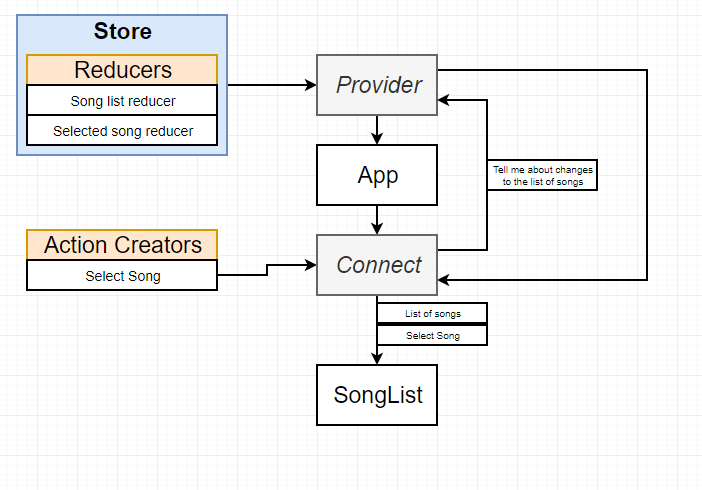 Store
Reducers
Song list reducer
Selected song reducer
Provider
App
Tell me about changes
to the list of songs
Action Creators
Select Song
Connect
List of songs
Select Song
SongList